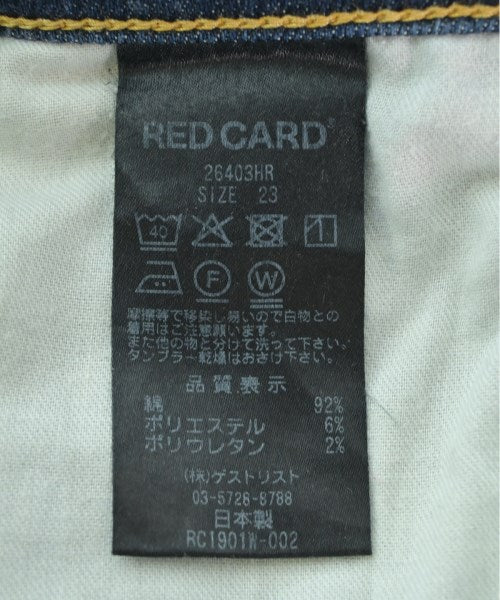 RED CARD®
26403HR
SIZE 23
40
F W
摩擦等で移染し易いので白物との
着用はご注意願います。
また他の物と分けて洗って下さい。
タンブラー乾燥はおさけ下さい。
品質表示
綿 92%
ポリエステル 6%
ポリウレタン 2%
(株)ゲストリスト
03-5728-8788
日本製
RC1901W-002